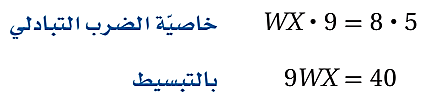 WX • 9 = 8 • 5 خاصيّة الضرب التبادلي
9WX = 40 بالتبسيط